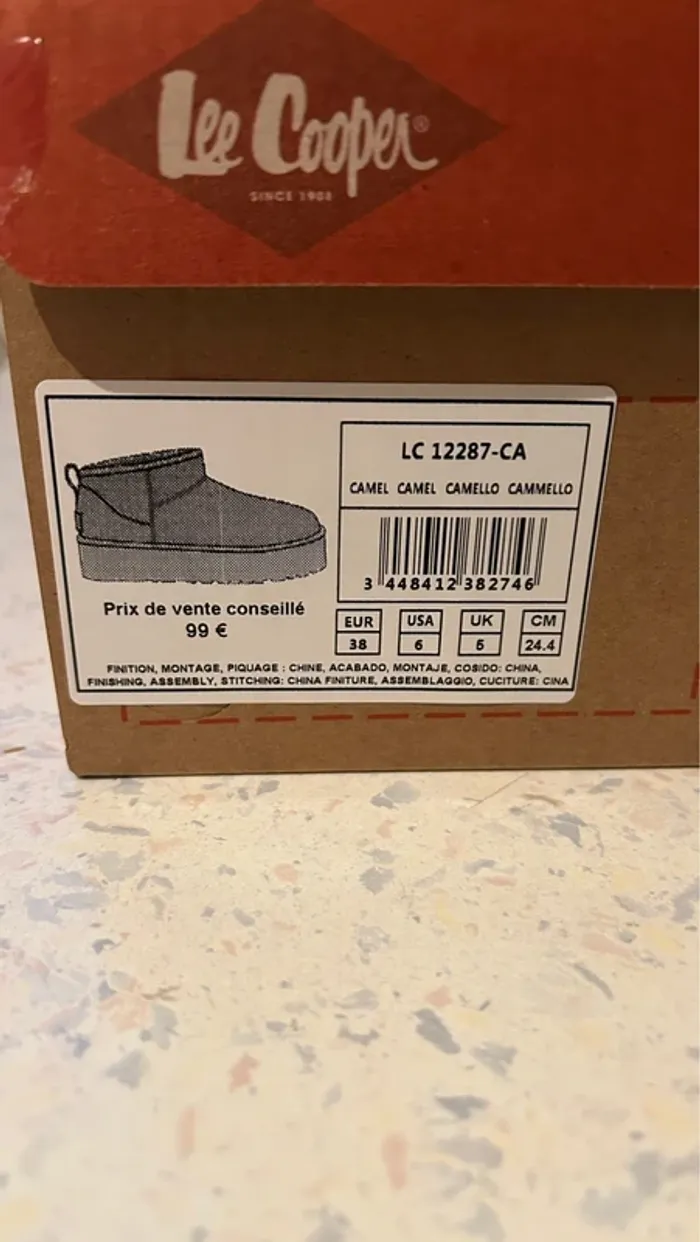 Lee Cooper®
SINCE 1908
LC 12287-CA
CAMEL CAMEL CAMELLO CAMMELLO
3 448412 382746
Prix de vente conseillé
99 €
EUR USA UK CM
38 6 5 24.4
FINITION, MONTAGE, PIQUAGE : CHINE, ACABADO, MONTAJE, COSIDO: CHINA,
FINISHING, ASSEMBLY, STITCHING: CHINA FINITURE, ASSEMBLAGGIO, CUCITURE: CINA